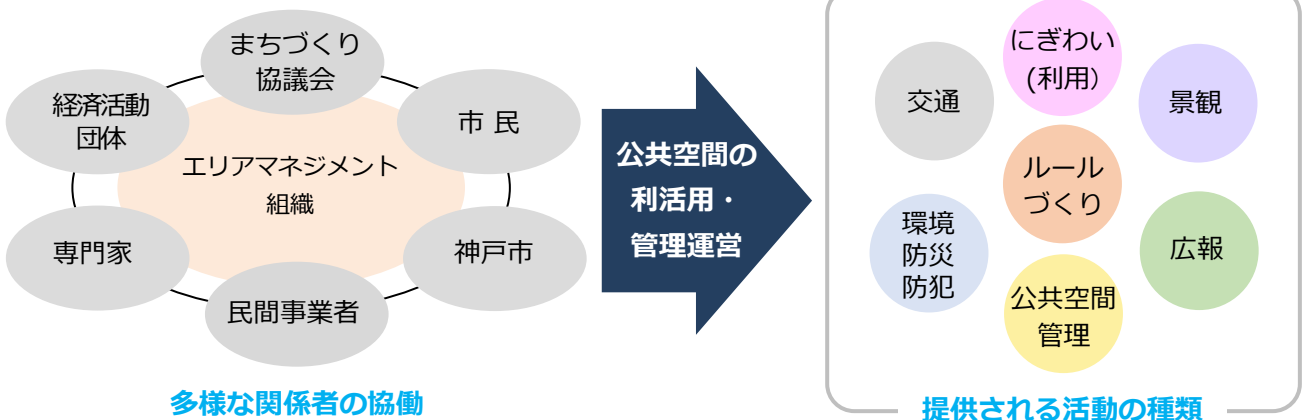 まちづくり
協議会
経済活動
団体
市 民
エリアマネジメント
組織
専門家
神戸市
民間事業者
多様な関係者の協働
公共空間の
利活用・
管理運営
にぎわい
(利用）
交通
景観
ルール
づくり
環境
防災
防犯
広報
公共空間
管理
提供される活動の種類